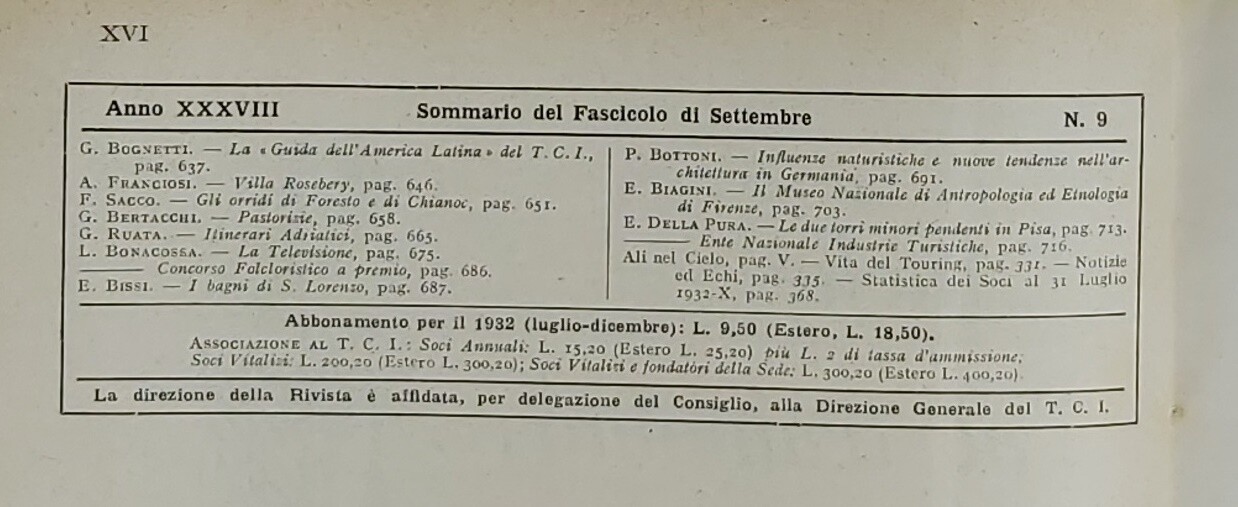 XVI
Anno XXXVIII Sommario del Fascicolo di Settembre N. 9
G. BOGNETTI. — La « Guida dell'America Latina » del T. C. I.,
pag. 637.
A. FRANCIOSI. — Villa Rosebery, pag. 646.
F. SACCO. — Gli orridi di Foresto e di Chianoc, pag. 651.
G. BERTACCHI. — Pastorizie, pag. 658.
G. RUATA. — Itinerari Adriatici, pag. 665.
L. BONACOSSA. — La Televisione, pag. 675.
——— Concorso Folcloristico a premio, pag. 686.
E. BISSI. — I bagni di S. Lorenzo, pag. 687.
P. BOTTONI. — Influenze naturistiche e nuove tendenze nell'ar-
chitettura in Germania, pag. 691.
E. BIAGINI. — Il Museo Nazionale di Antropologia ed Etnologia
di Firenze, pag. 703.
E. DELLA PURA. — Le due torri minori pendenti in Pisa, pag. 713.
——— Ente Nazionale Industrie Turistiche, pag. 716.
Ali nel Cielo, pag. V. — Vita del Touring, pag. 331. — Notizie
ed Echi, pag. 335. — Statistica dei Soci al 31 Luglio
1932-X, pag. 368.
Abbonamento per il 1932 (luglio-dicembre): L. 9,50 (Estero, L. 18,50).
ASSOCIAZIONE AL T. C. I.: Soci Annuali: L. 15,20 (Estero L. 25,20) più L. 2 di tassa d'ammissione;
Soci Vitalizi: L. 200,20 (Estero L. 300,20); Soci Vitalizi e fondatori della Sede: L. 300,20 (Estero L. 400,20).
La direzione della Rivista è affidata, per delegazione del Consiglio, alla Direzione Generale del T. C. I.